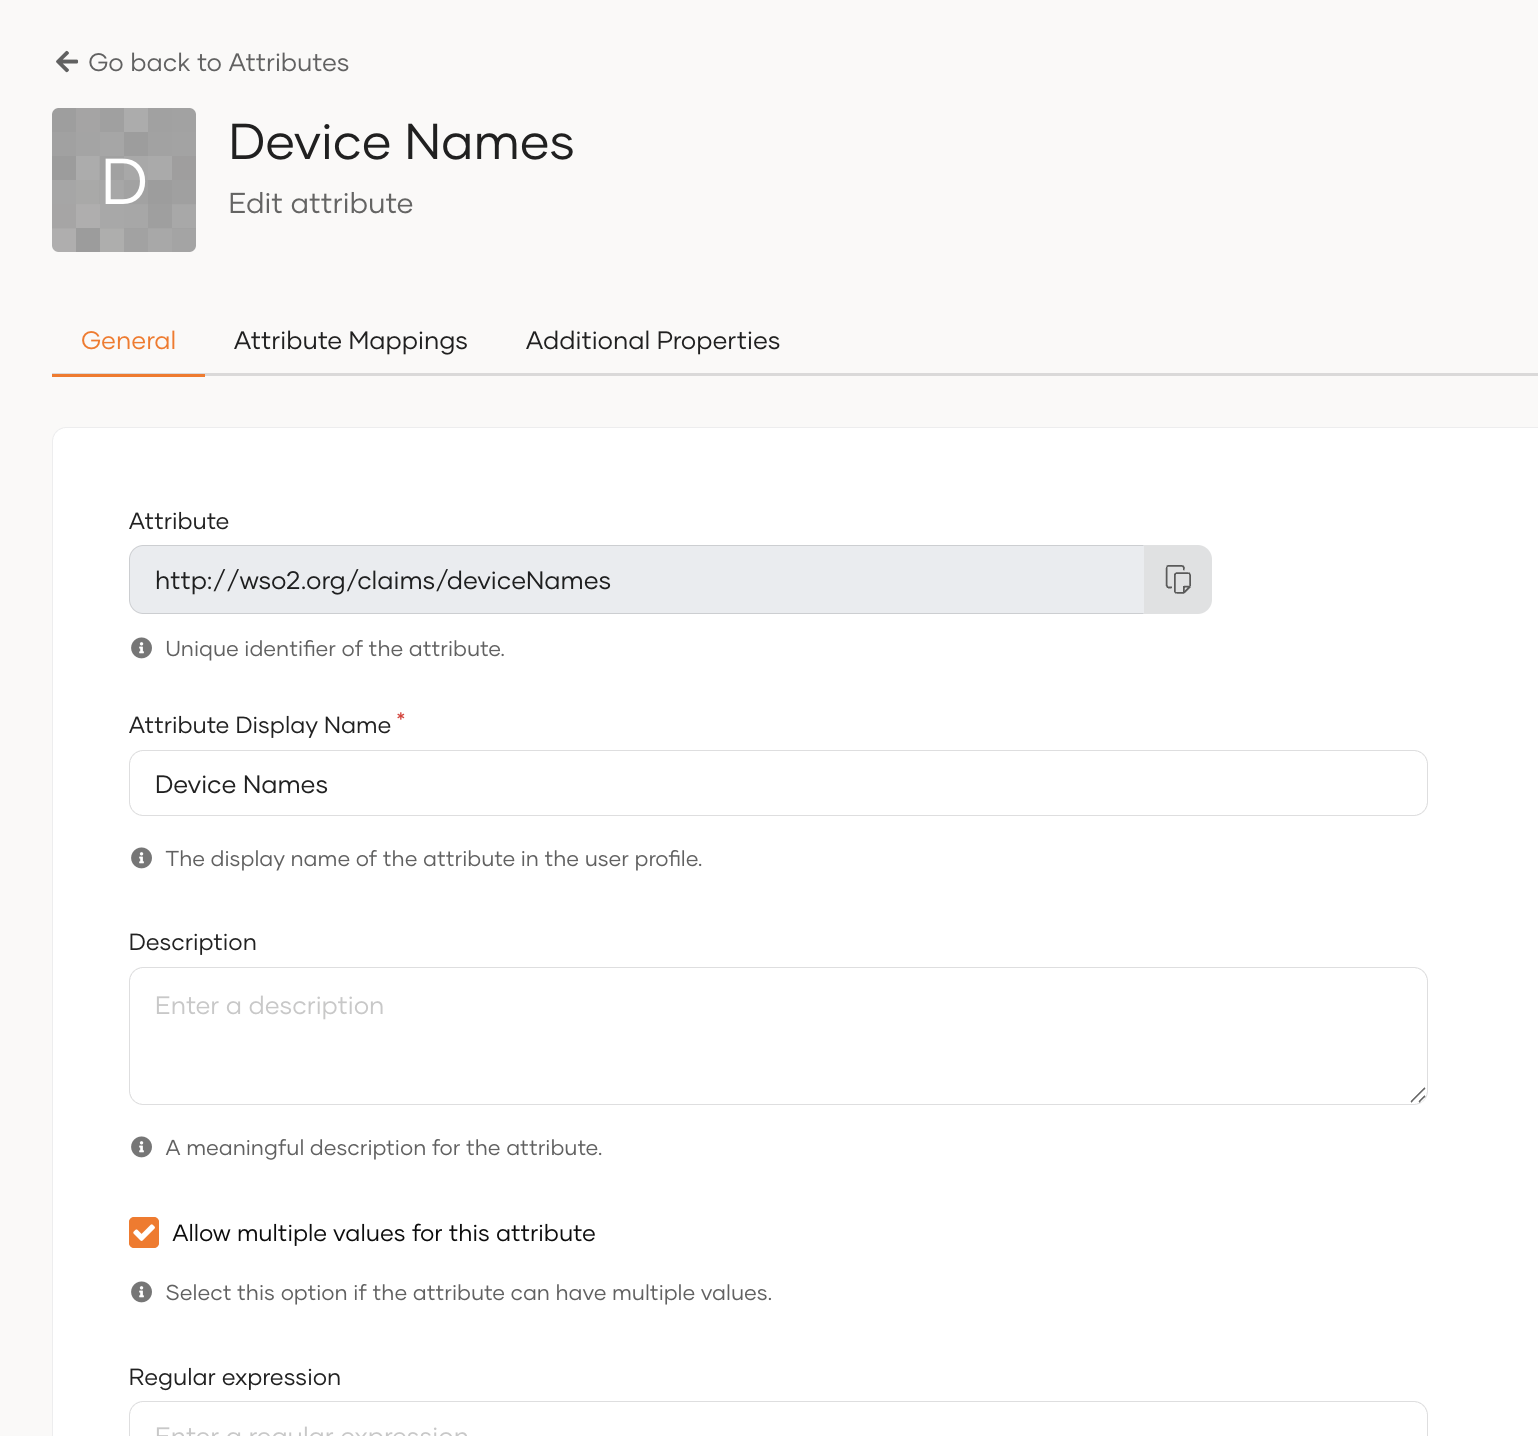 Go back to Attributes
D
Device Names
Edit attribute
General Attribute Mappings Additional Properties
Attribute
http://wso2.org/claims/deviceNames
Unique identifier of the attribute.
Attribute Display Name *
Device Names
The display name of the attribute in the user profile.
Description
Enter a description
A meaningful description for the attribute.
Allow multiple values for this attribute
Select this option if the attribute can have multiple values.
Regular expression
Enter a regular expression